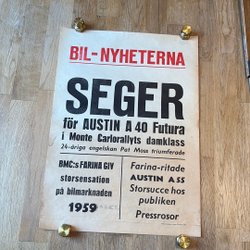 BIL-NYHETERNA
SEGER
för AUSTIN A 40 Futura
i Monte Carlorallyts damklass
24-åriga engelskan Pat Moss triumferade
BMC:s FARINA GIV
storsensation
på bilmarknaden
1959
Farina-ritade
AUSTIN A 55
Storsucce hos
publiken
Pressrosor